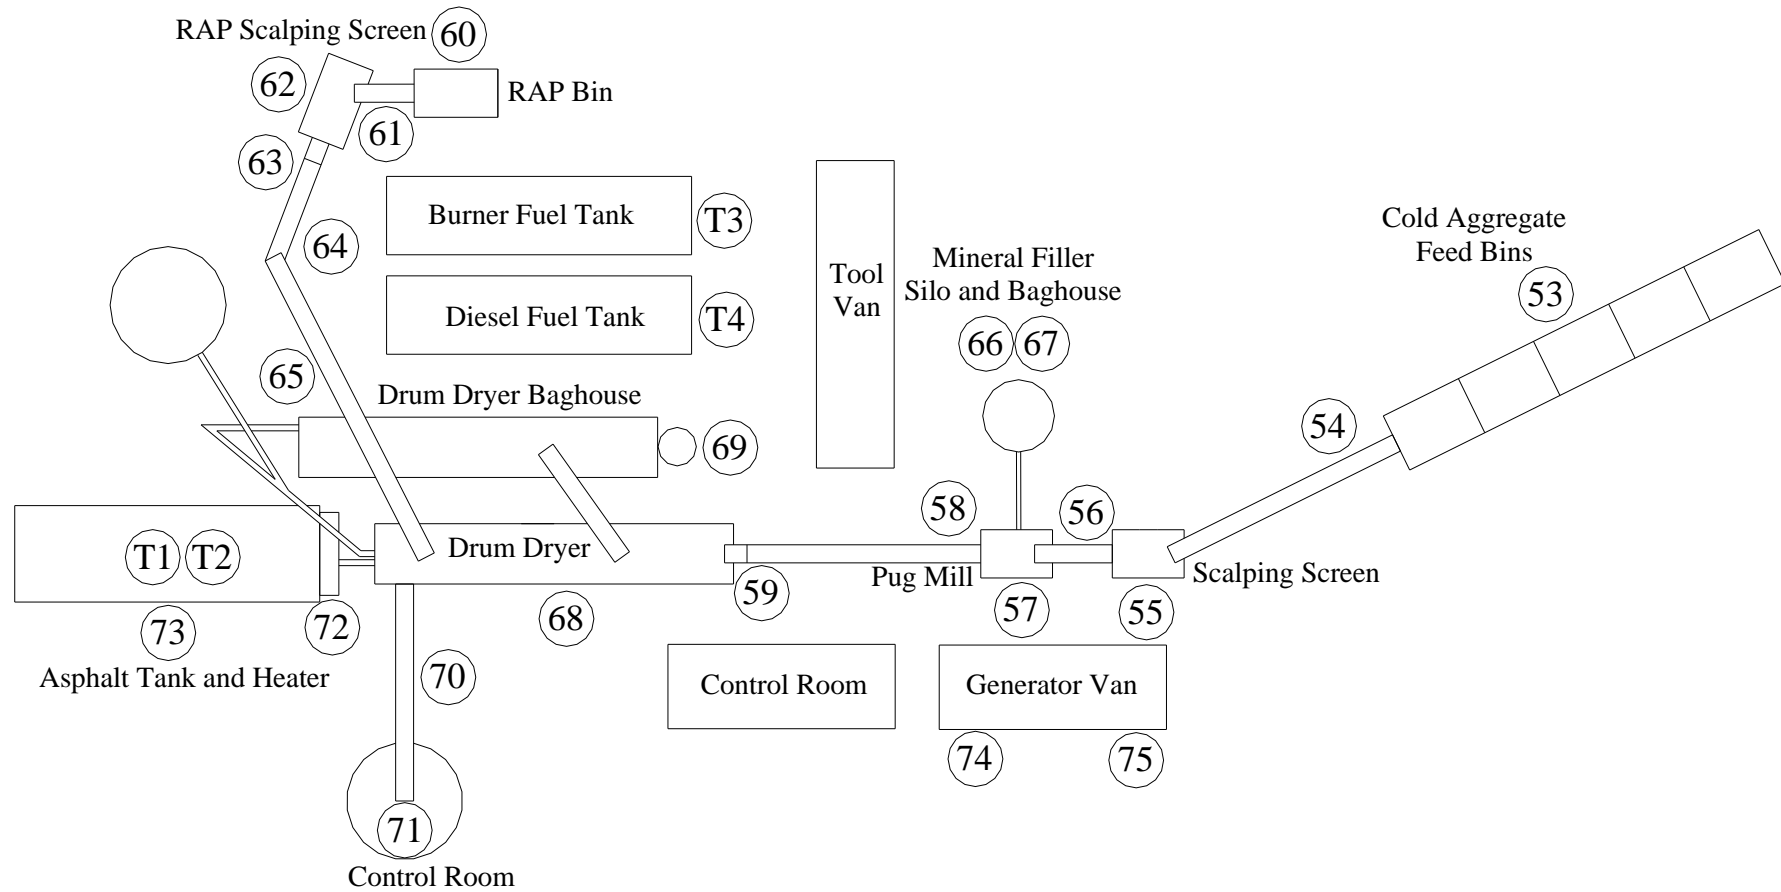 RAP Scalping Screen
60
62
RAP Bin
61
63
Burner Fuel Tank
T3
64
Cold Aggregate
Feed Bins
53
Mineral Filler
Silo and Baghouse
Tool
Van
Diesel Fuel Tank
T4
66
67
65
Drum Dryer Baghouse
54
69
58
56
T1
T2
Drum Dryer
Pug Mill
Scalping Screen
59
57
55
73
72
68
Asphalt Tank and Heater
70
Control Room
Generator Van
74
75
71
Control Room